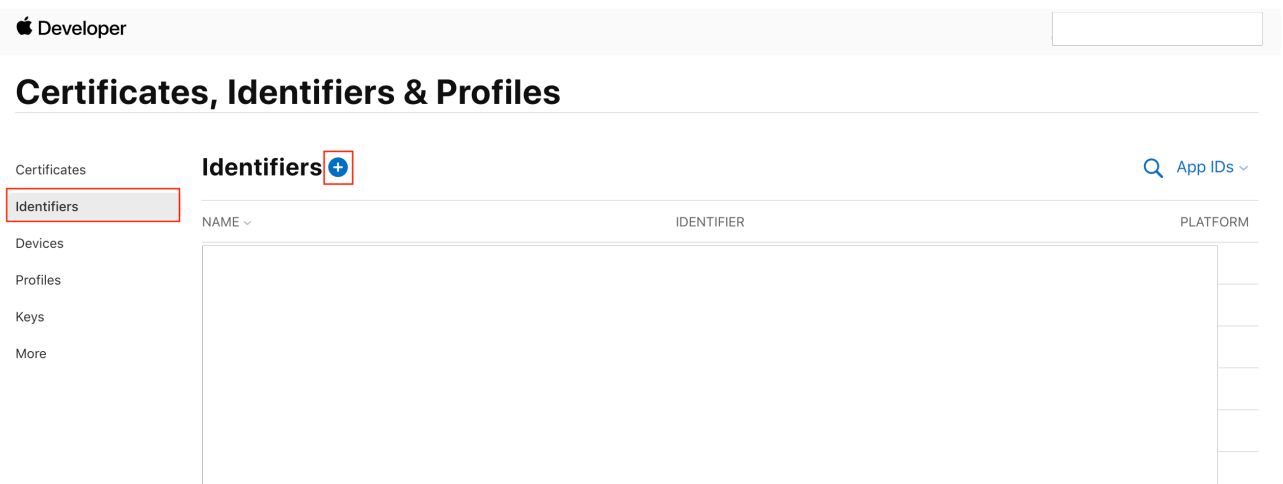 Developer
Certificates, Identifiers & Profiles
Certificates
Identifiers
Devices
Profiles
Keys
More
Identifiers
App IDs
NAME
IDENTIFIER
PLATFORM